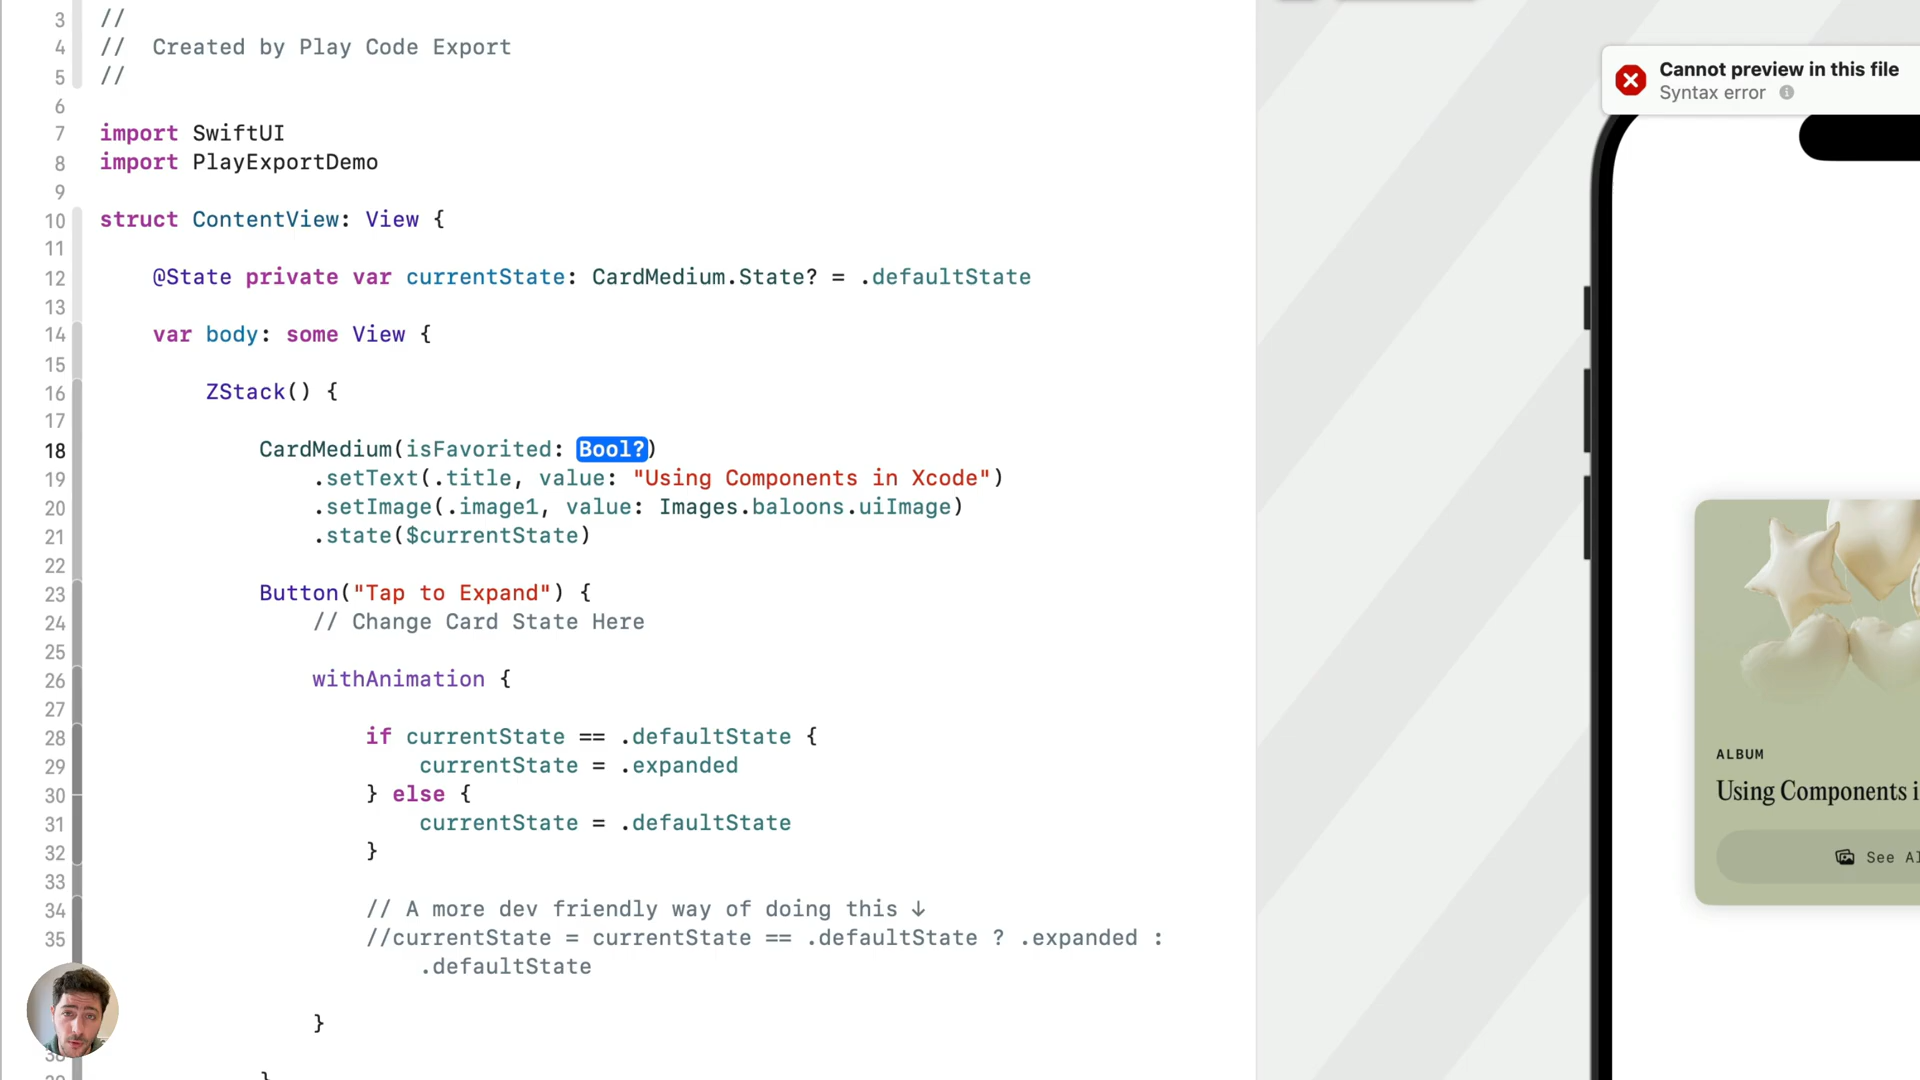 3 //
4 // Created by Play Code Export
5 //
6
7 import SwiftUI
8 import PlayExportDemo
9
10 struct ContentView: View {
11
12 @State private var currentState: CardMedium.State? = .defaultState
13
14 var body: some View {
15
16 ZStack() {
17
18 CardMedium(isFavorited: Bool?)
19 .setText(.title, value: "Using Components in Xcode")
20 .setImage(.image1, value: Images.baloons.uiImage)
21 .state($currentState)
22
23 Button("Tap to Expand") {
24 // Change Card State Here
25
26 withAnimation {
27
28 if currentState == .defaultState {
29 currentState = .expanded
30 } else {
31 currentState = .defaultState
32 }
33
34 // A more dev friendly way of doing this ↓
35 //currentState = currentState == .defaultState ? .expanded :
.defaultState
}
}
Cannot preview in this file
Syntax error
ALBUM
Using Components i
See Al